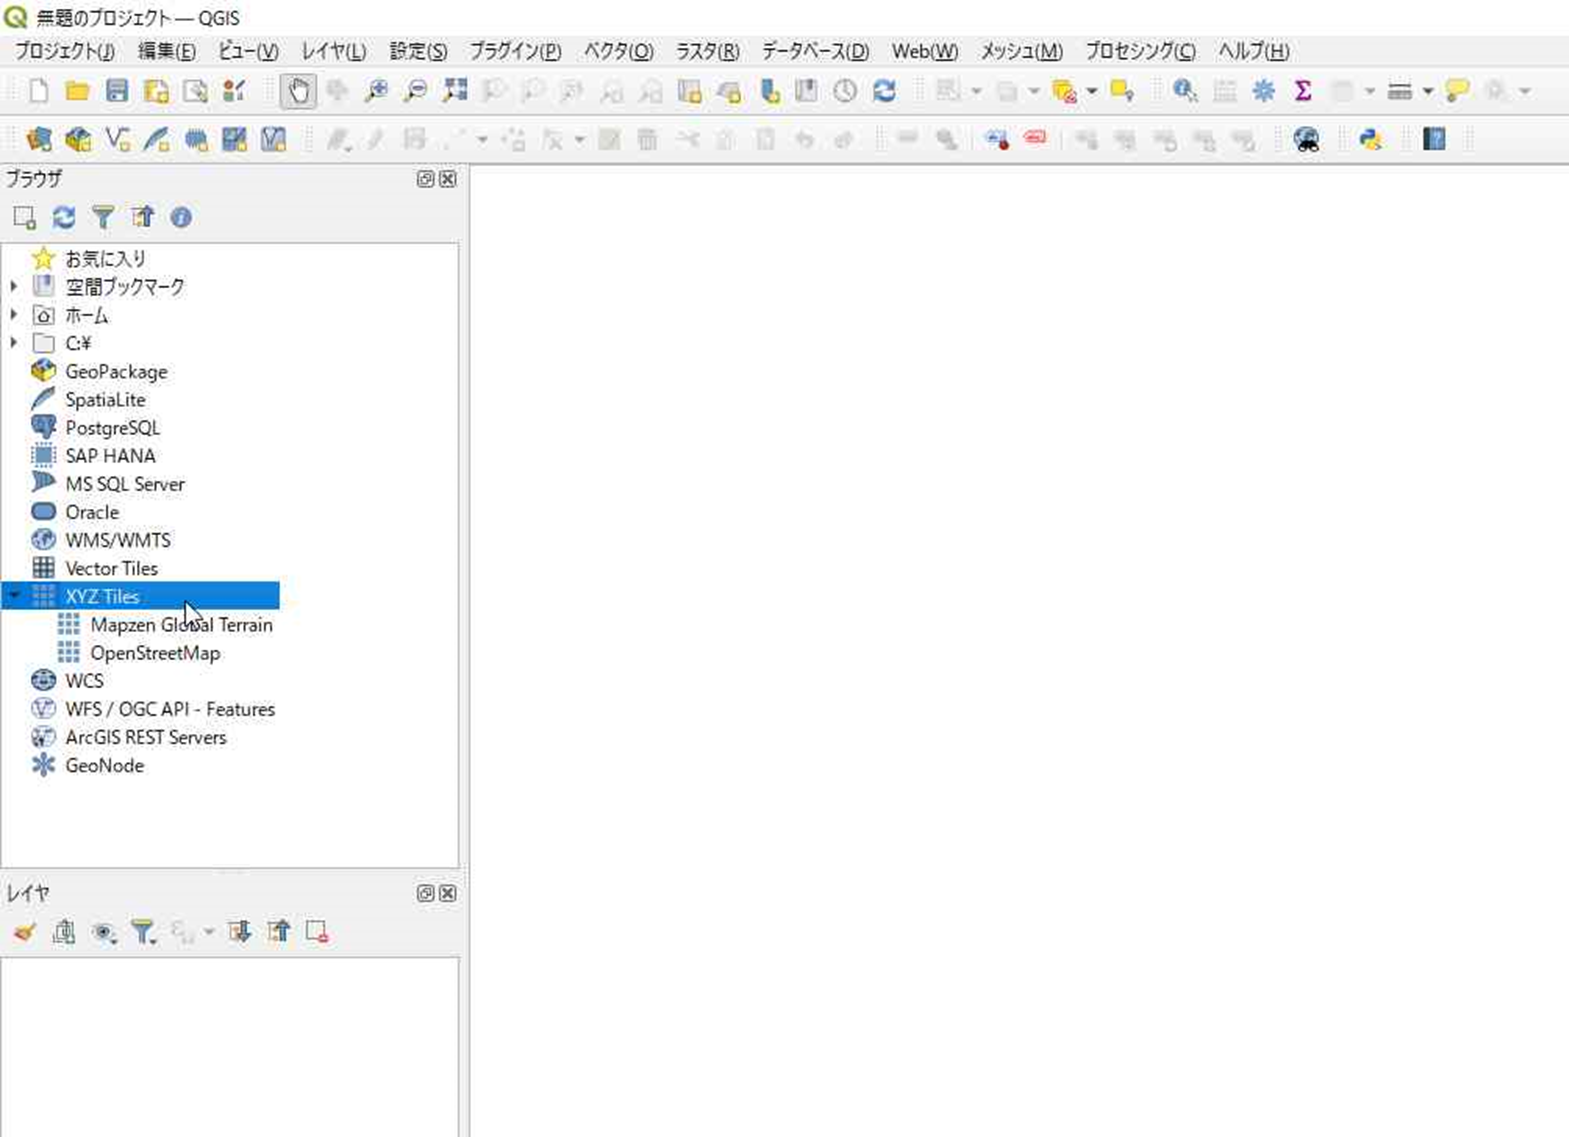 無題のプロジェクト — QGIS
プロジェクト(J) 編集(E) ビュー(V) レイヤ(L) 設定(S) プラグイン(P) ベクタ(O) ラスタ(R) データベース(D) Web(W) メッシュ(M) プロセシング(C) ヘルプ(H)
ブラウザ
お気に入り
空間ブックマーク
ホーム
C:¥
GeoPackage
SpatiaLite
PostgreSQL
SAP HANA
MS SQL Server
Oracle
WMS/WMTS
Vector Tiles
XYZ Tiles
Mapzen Global Terrain
OpenStreetMap
WCS
WFS / OGC API - Features
ArcGIS REST Servers
GeoNode
レイヤ